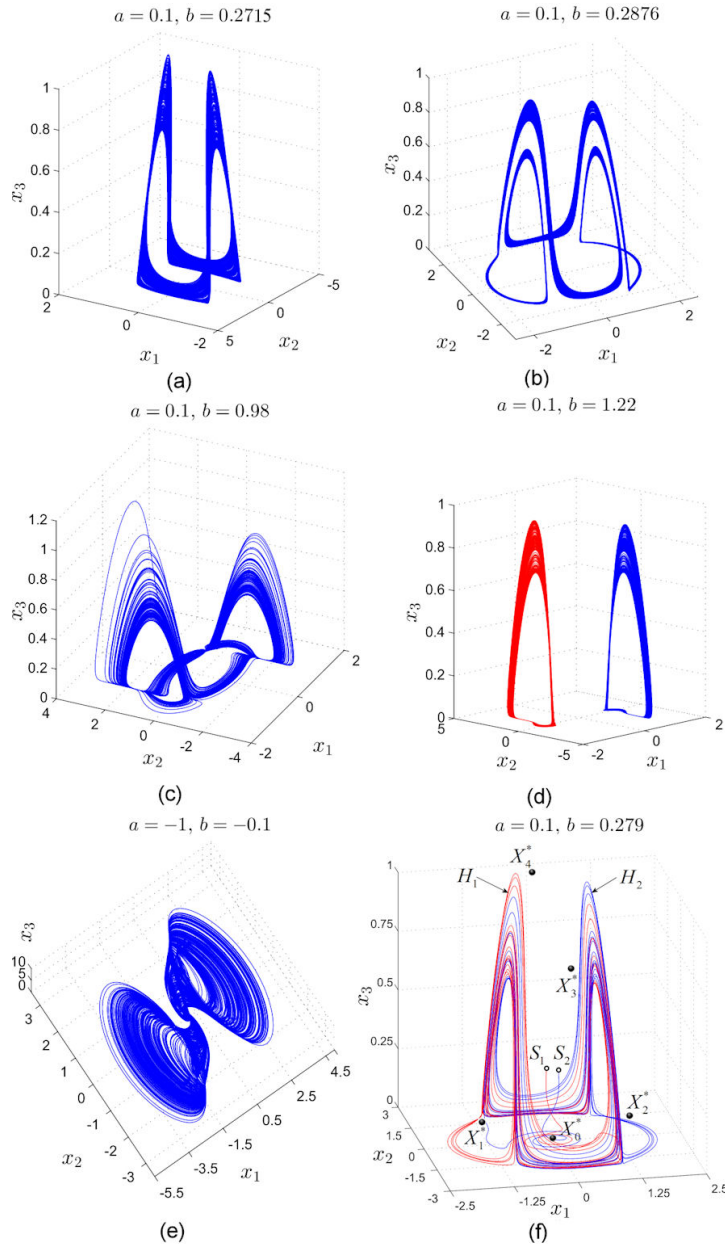 a = 0.1, b = 0.2715
x₃
1
0.8
0.6
0.4
0.2
0
2
0
-2
x₁
5
0
-5
x₂
(a)
a = 0.1, b = 0.2876
x₃
1
0.8
0.6
0.4
0.2
0
2
0
-2
x₂
-2
0
2
x₁
(b)
a = 0.1, b = 0.98
x₃
1.2
1
0.8
0.6
0.4
0.2
0
4
2
0
-2
-4
x₂
-2
0
2
x₁
(c)
a = 0.1, b = 1.22
x₃
1
0.8
0.6
0.4
0.2
0
5
0
-5
x₂
-2
0
2
x₁
(d)
a = −1, b = −0.1
x₃
10
5
0
3
2
1
0
-1
-2
-3
x₂
-5.5
-3.5
-1.5
0.5
2.5
4.5
x₁
(e)
a = 0.1, b = 0.279
X₄*
H₁
H₂
X₃*
S₁ S₂
X₁*
X₀*
X₂*
x₃
1
0.75
0.5
0.25
0
3
1.5
0
-1.5
-3
x₂
-2.5
-1.25
0
1.25
2.5
x₁
(f)